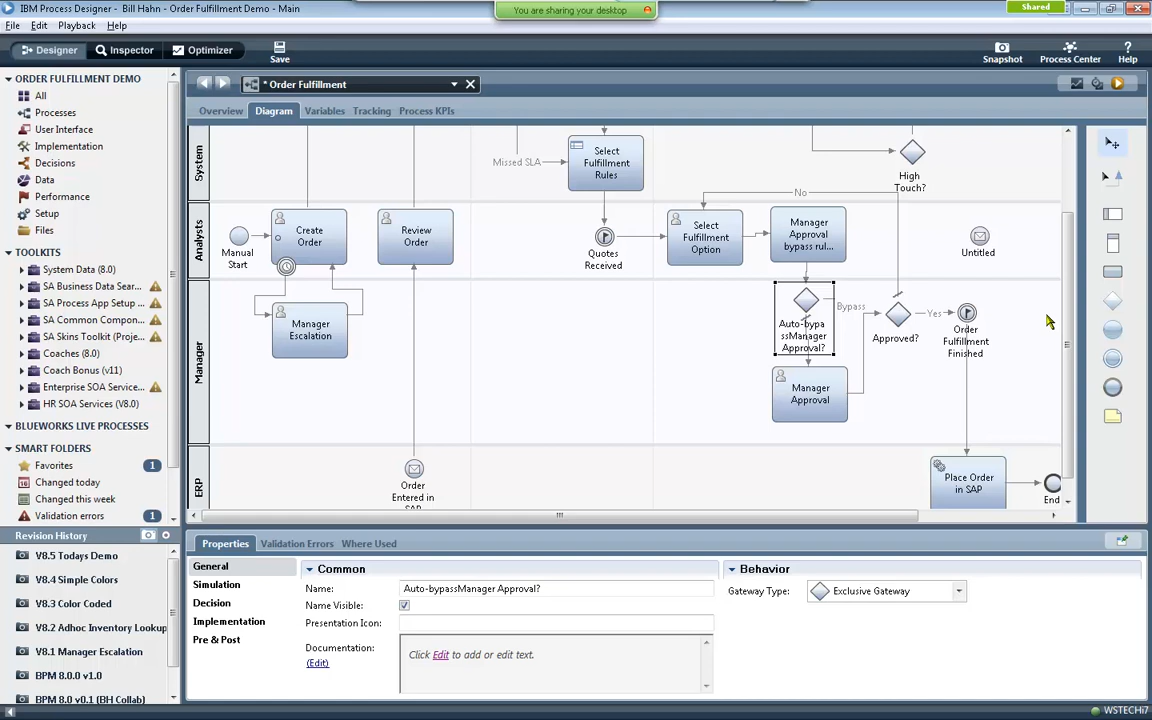 IBM Process Designer - Bill Hahn - Order Fulfillment Demo - Main
You are sharing your desktop
Shared
File Edit Playback Help
Designer Inspector Optimizer
Save
Snapshot Process Center Help
ORDER FULFILLMENT DEMO
All
Processes
User Interface
Implementation
Decisions
Data
Performance
Setup
Files
TOOLKITS
System Data (8.0)
SA Business Data Sear...
SA Process App Setup ...
SA Common Compon...
SA Skins Toolkit (Proje...
Coaches (8.0)
Coach Bonus (v11)
Enterprise SOA Service...
HR SOA Services (V8.0)
BLUEWORKS LIVE PROCESSES
SMART FOLDERS
Favorites 1
Changed today
Changed this week
Validation errors 1
Revision History
V8.5 Todays Demo
V8.4 Simple Colors
V8.3 Color Coded
V8.2 Adhoc Inventory Lookup
V8.1 Manager Escalation
BPM 8.0.0 v1.0
BPM 8.0 v0.1 (BH Collab)
* Order Fulfillment
Overview Diagram Variables Tracking Process KPIs
System
Missed SLA
Select
Fulfillment
Rules
High
Touch?
No
Analysts
Manual
Start
Create
Order
Review
Order
Quotes
Received
Select
Fulfillment
Option
Manager
Approval
bypass rul...
Untitled
Manager
Manager
Escalation
Auto-bypa
ssManager
Approval?
Bypass
Approved?
Yes
Order
Fulfillment
Finished
Manager
Approval
ERP
Order
Entered in
SAP
Place Order
in SAP
End
Properties Validation Errors Where Used
General
Simulation
Decision
Implementation
Pre & Post
Common
Name: Auto-bypassManager Approval?
Name Visible:
Presentation Icon:
Documentation:
(Edit)
Click Edit to add or edit text.
Behavior
Gateway Type: Exclusive Gateway
WSTECHi7